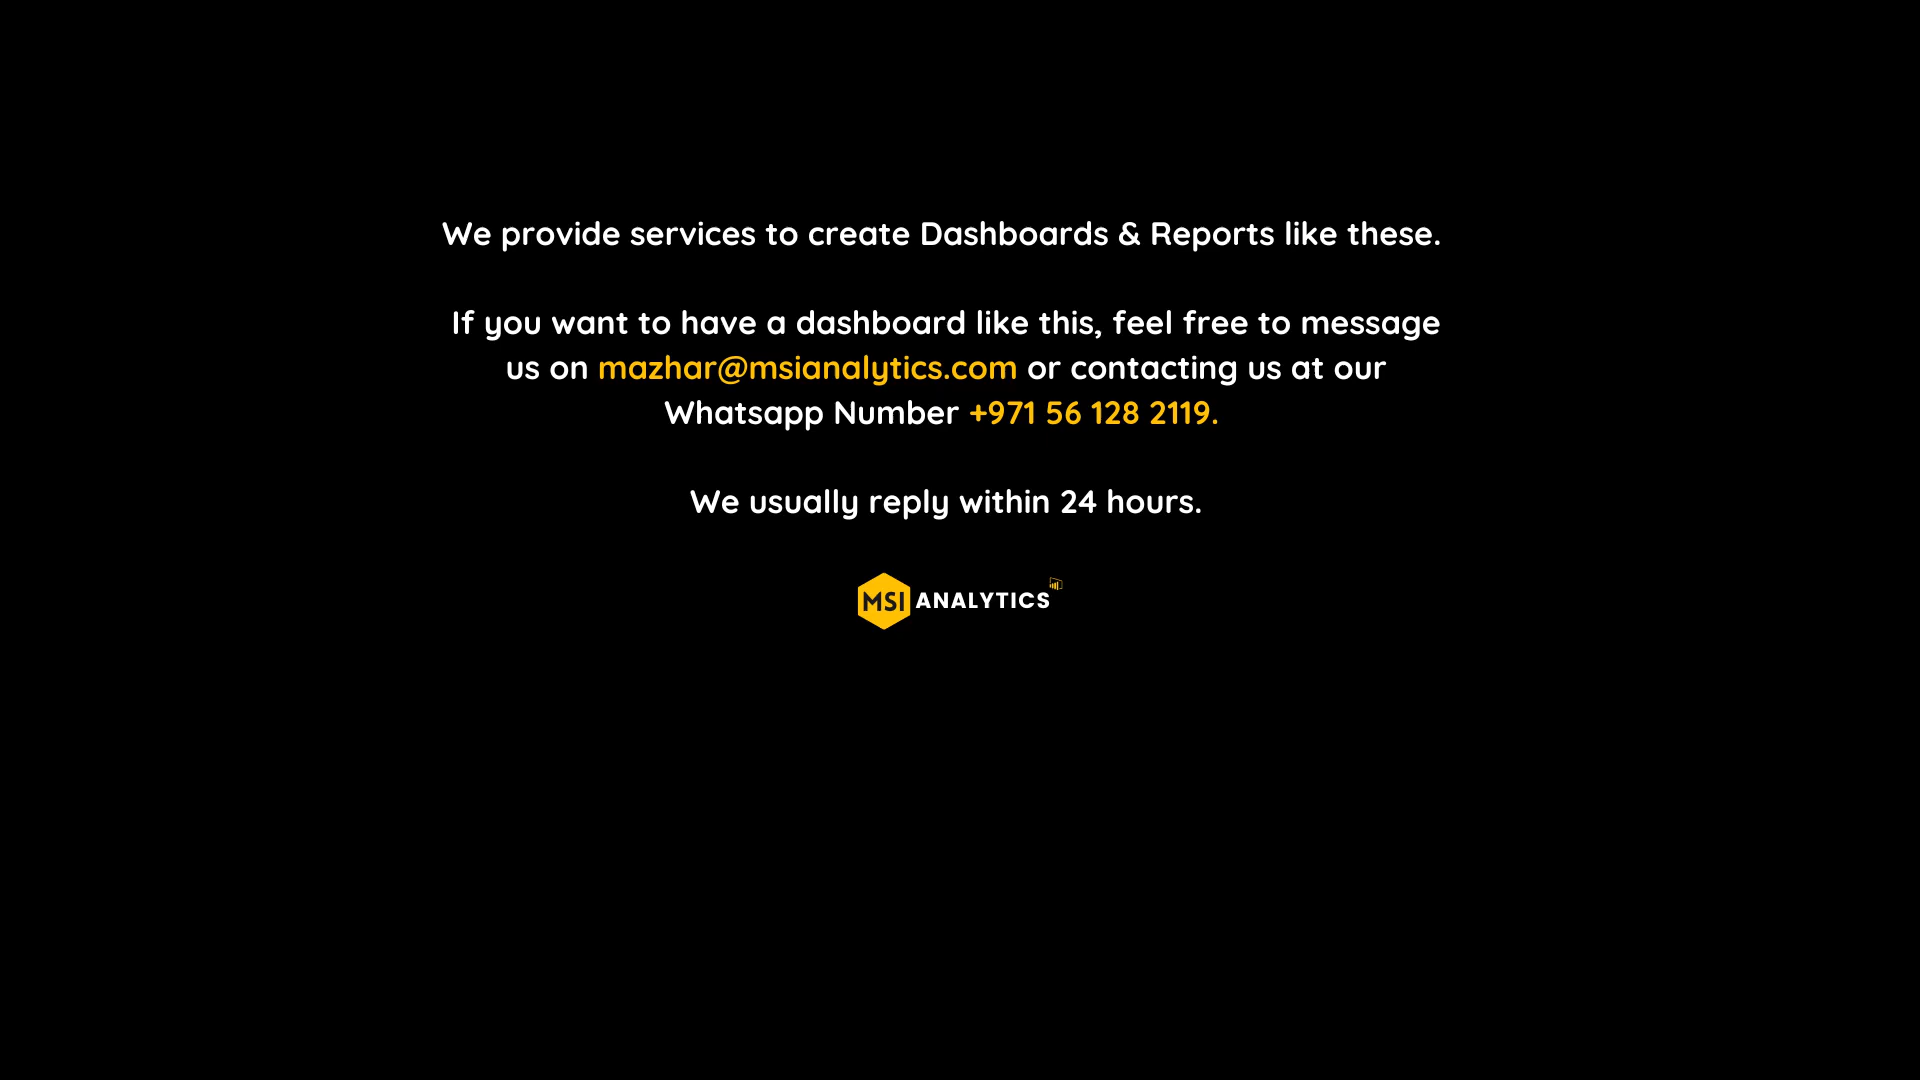 We provide services to create Dashboards & Reports like these.
If you want to have a dashboard like this, feel free to message
us on mazhar@msianalytics.com or contacting us at our
Whatsapp Number +971 56 128 2119.
We usually reply within 24 hours.
MSI ANALYTICS